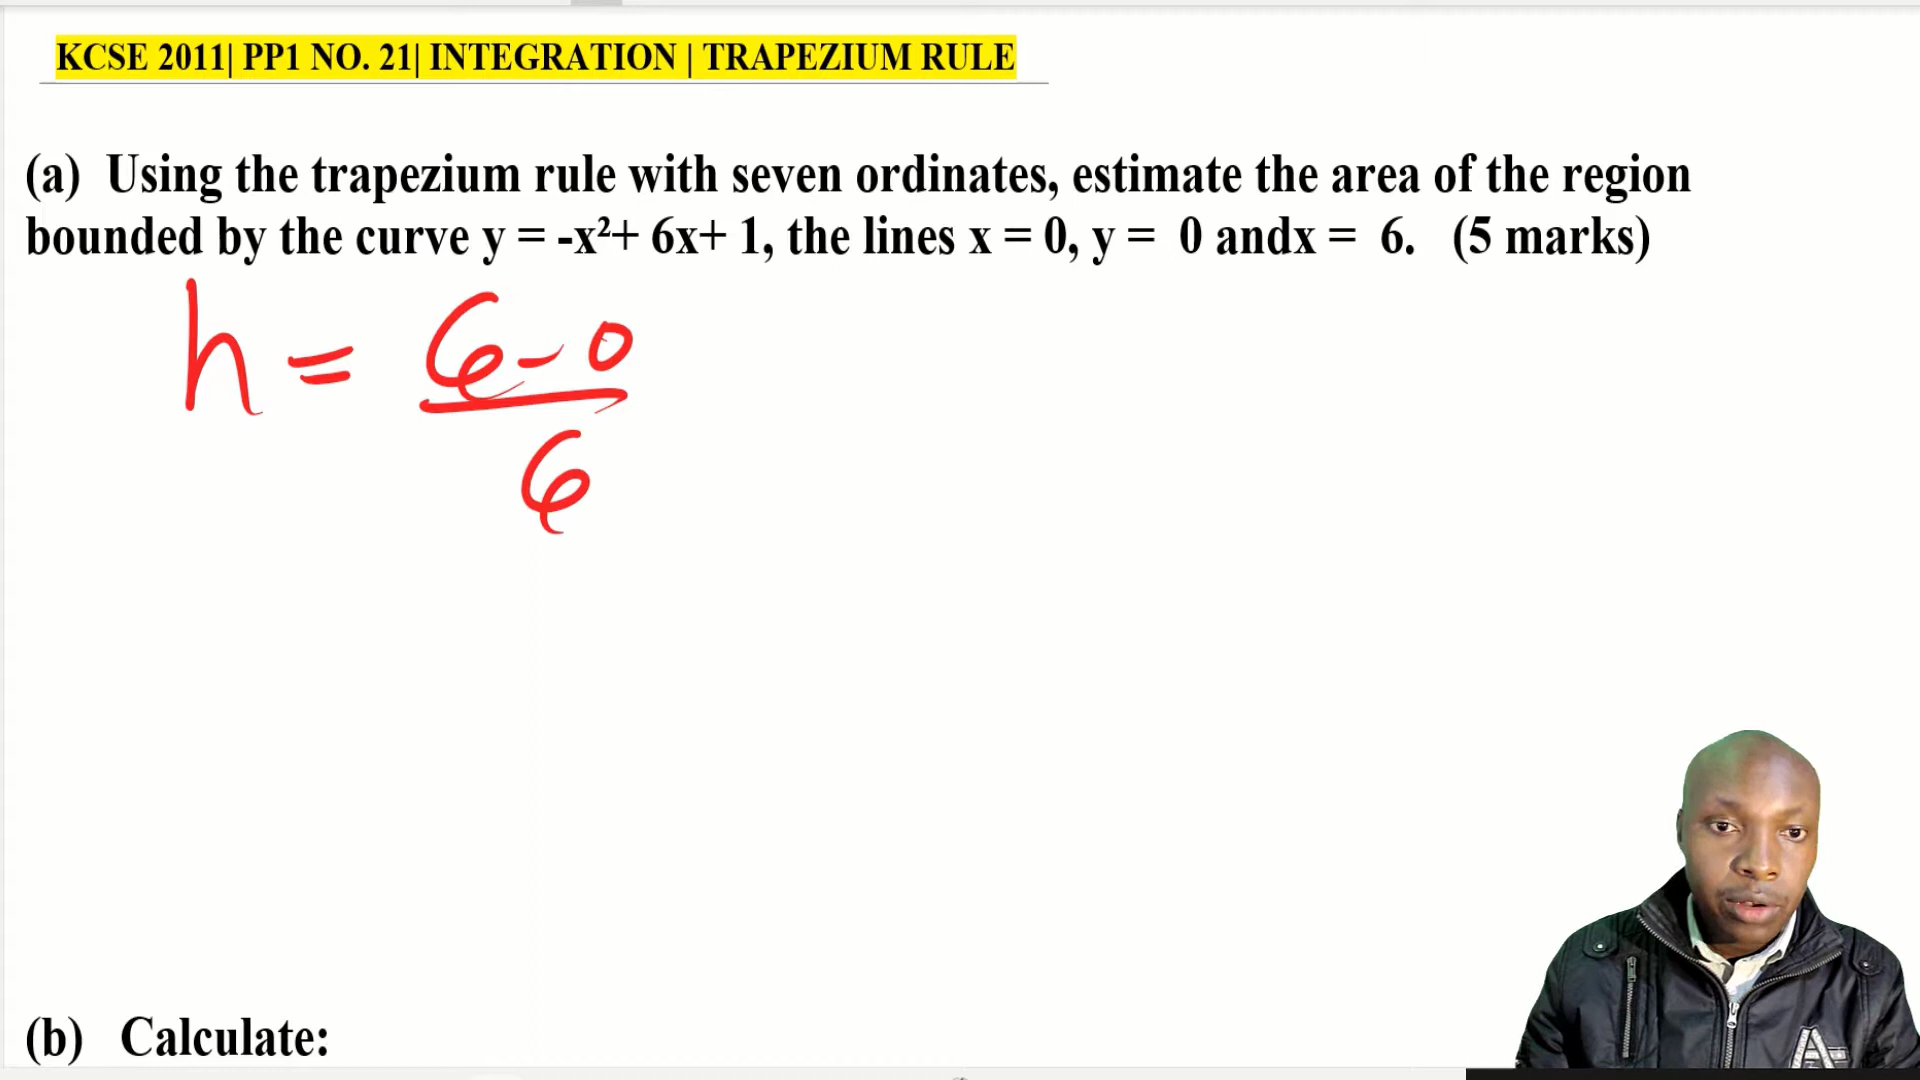 KCSE 2011| PP1 NO. 21| INTEGRATION | TRAPEZIUM RULE
(a) Using the trapezium rule with seven ordinates, estimate the area of the region
bounded by the curve y = -x²+ 6x+ 1, the lines x = 0, y = 0 andx = 6. (5 marks)
h = 6-0
6
(b) Calculate:
A